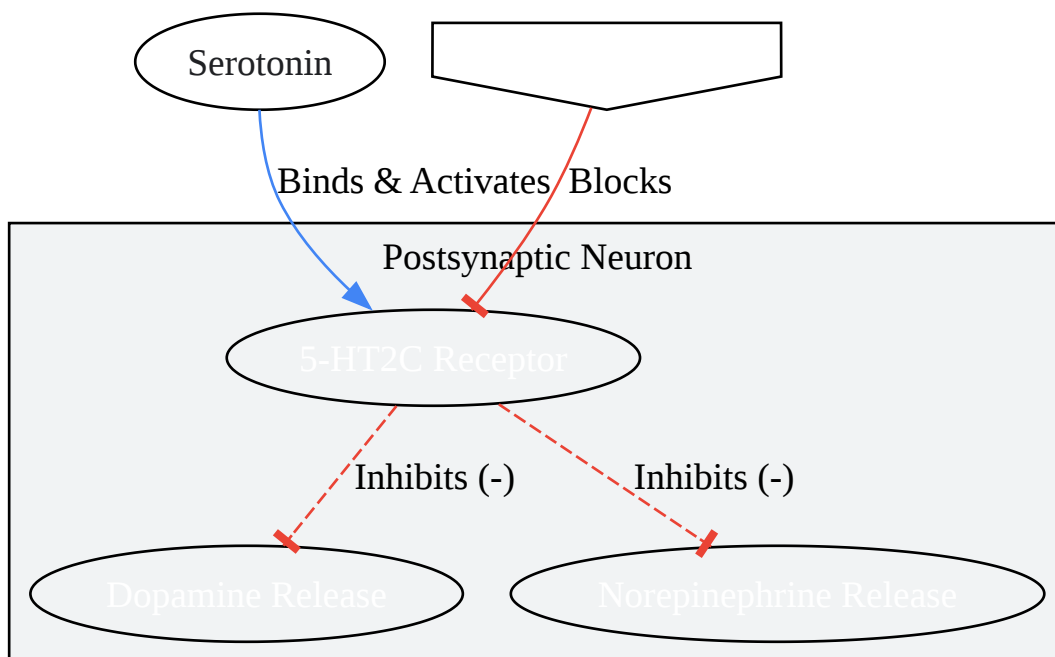 Serotonin
Binds & Activates
Blocks
Postsynaptic Neuron
5-HT2C Receptor
Inhibits (-)
Inhibits (-)
Dopamine Release
Norepinephrine Release